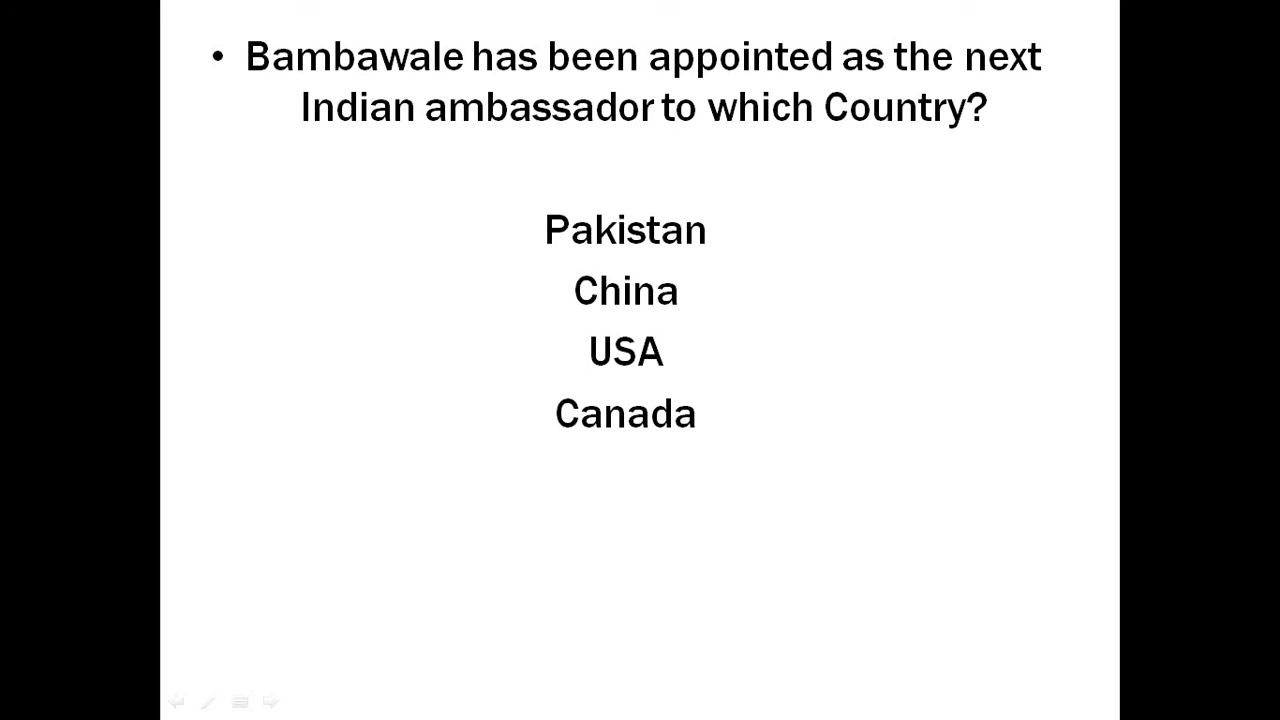 • Bambawale has been appointed as the next
Indian ambassador to which Country?
Pakistan
China
USA
Canada